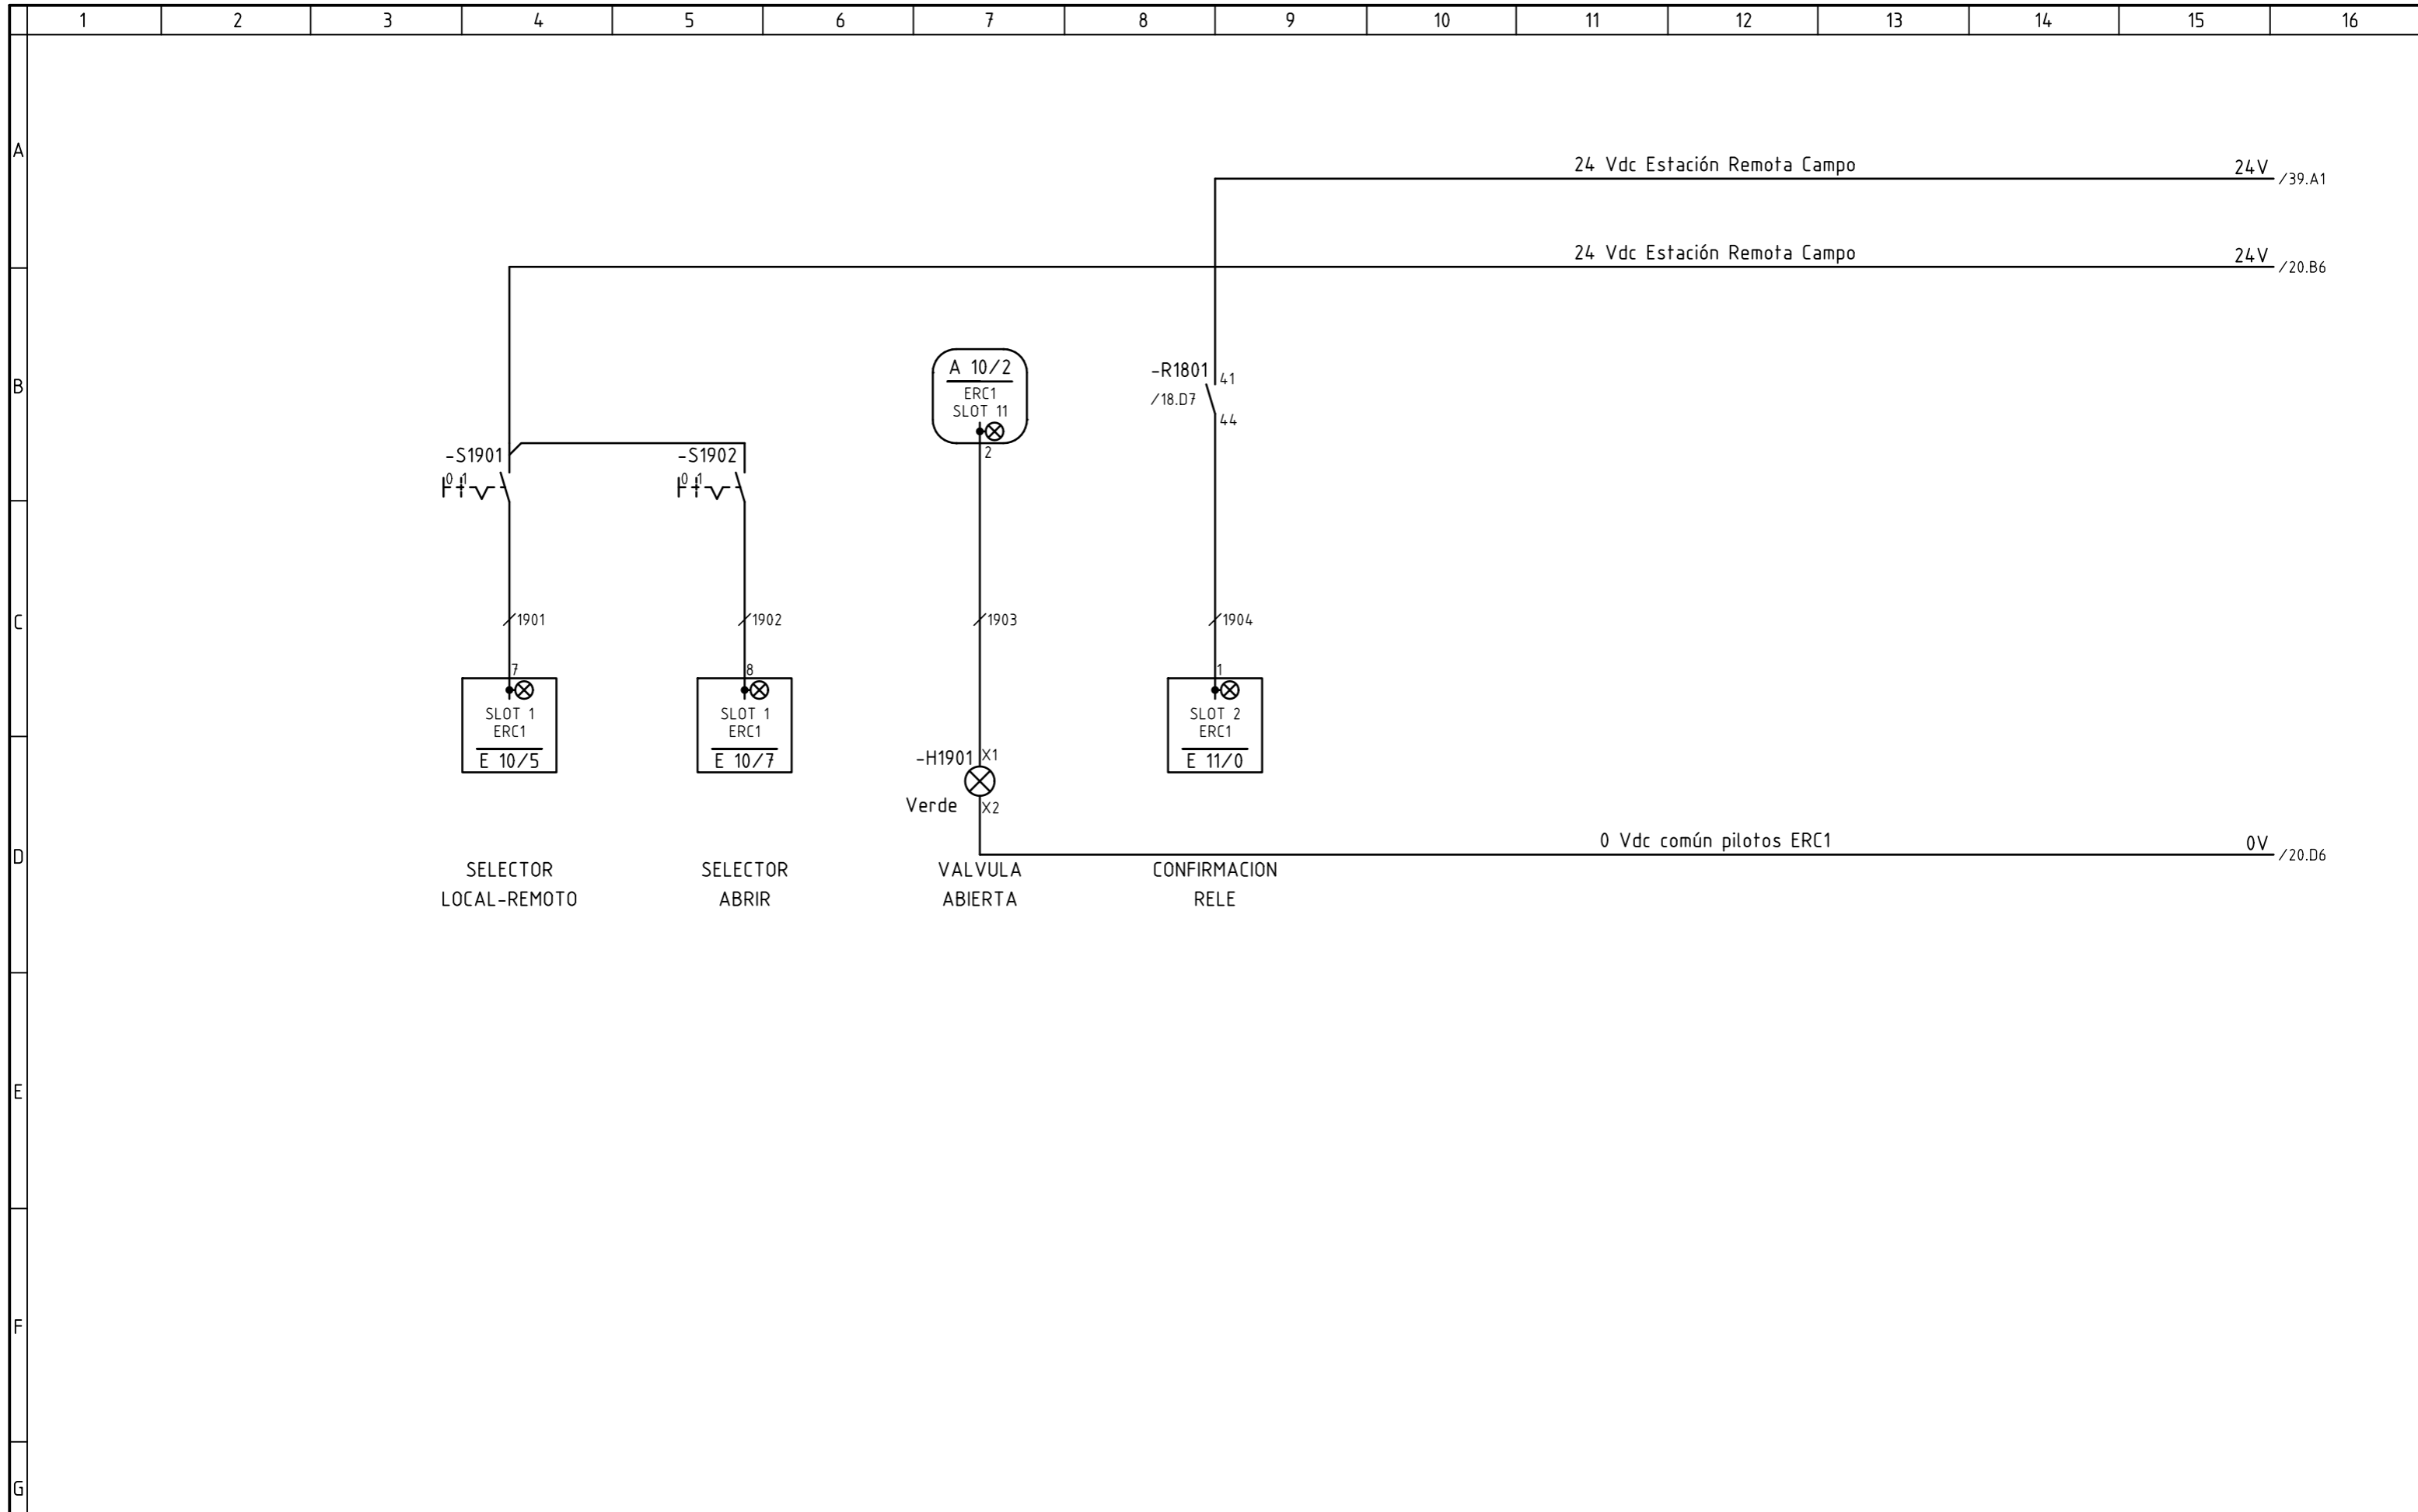 1 2 3 4 5 6 7 8 9 10 11 12 13 14 15 16
A
24 Vdc Estación Remota Campo 24V /39.A1
24 Vdc Estación Remota Campo 24V /20.B6
B
A 10/2
ERC1
SLOT 11
2
-R1801 41
/18.D7
44
-S1901
0 1
-S1902
0 1
C
1901
1902
1903
1904
7
SLOT 1
ERC1
E 10/5
8
SLOT 1
ERC1
E 10/7
1
SLOT 2
ERC1
E 11/0
-H1901 X1
Verde X2
D
0 Vdc común pilotos ERC1 0V /20.D6
SELECTOR
LOCAL-REMOTO
SELECTOR
ABRIR
VALVULA
ABIERTA
CONFIRMACION
RELE
E
F
G